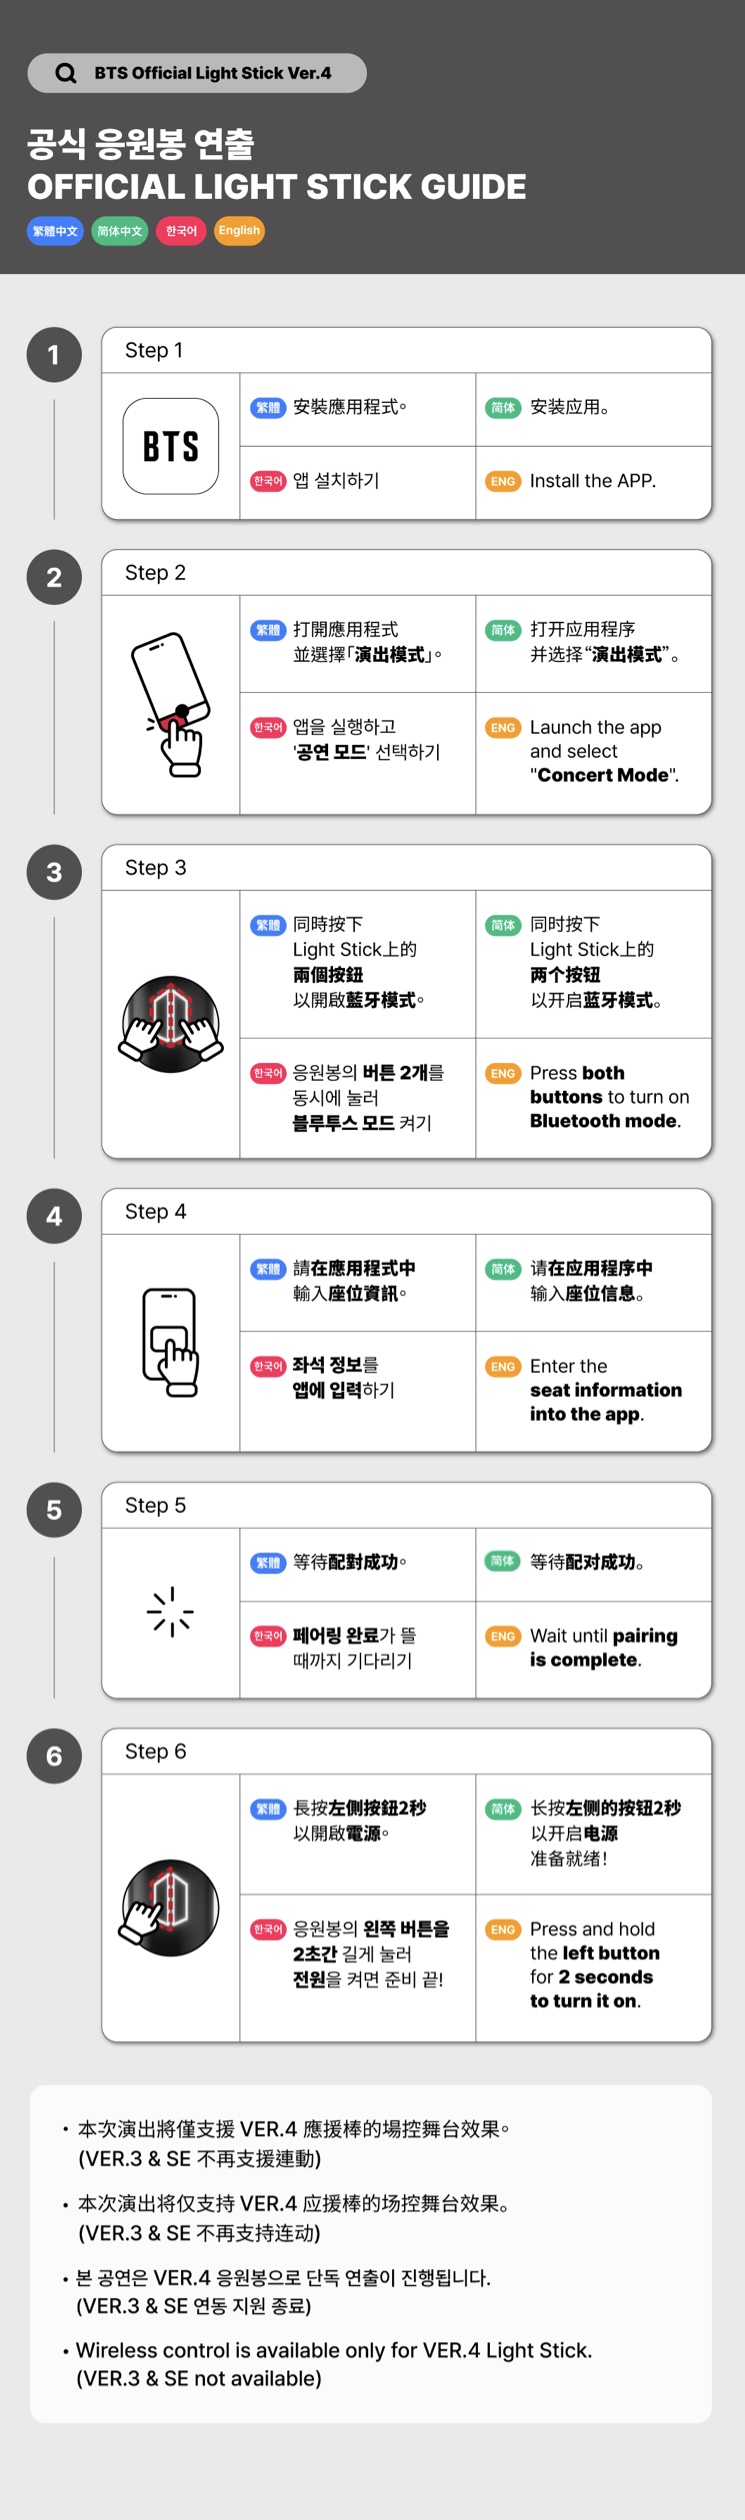 BTS Official Light Stick Ver.4
공식 응원봉 연출
OFFICIAL LIGHT STICK GUIDE
繁體中文 简体中文 한국어 English
1
Step 1
BTS
繁體 安裝應用程式。
简体 安装应用。
한국어 앱 설치하기
ENG Install the APP.
2
Step 2
繁體 打開應用程式
並選擇「演出模式」。
简体 打开应用程序
并选择“演出模式”。
한국어 앱을 실행하고
'공연 모드' 선택하기
ENG Launch the app
and select
"Concert Mode".
3
Step 3
繁體 同時按下
Light Stick上的
兩個按鈕
以開啟藍牙模式。
简体 同时按下
Light Stick上的
两个按钮
以开启蓝牙模式。
한국어 응원봉의 버튼 2개를
동시에 눌러
블루투스 모드 켜기
ENG Press both
buttons to turn on
Bluetooth mode.
4
Step 4
繁體 請在應用程式中
輸入座位資訊。
简体 请在应用程序中
输入座位信息。
한국어 좌석 정보를
앱에 입력하기
ENG Enter the
seat information
into the app.
5
Step 5
繁體 等待配對成功。
简体 等待配对成功。
한국어 페어링 완료가 뜰
때까지 기다리기
ENG Wait until pairing
is complete.
6
Step 6
繁體 長按左側按鈕2秒
以開啟電源。
简体 长按左侧的按钮2秒
以开启电源
准备就绪!
한국어 응원봉의 왼쪽 버튼을
2초간 길게 눌러
전원을 켜면 준비 끝!
ENG Press and hold
the left button
for 2 seconds
to turn it on.
• 本次演出將僅支援 VER.4 應援棒的場控舞台效果。
(VER.3 & SE 不再支援連動)
• 本次演出将仅支持 VER.4 应援棒的场控舞台效果。
(VER.3 & SE 不再支持连动)
• 본 공연은 VER.4 응원봉으로 단독 연출이 진행됩니다.
(VER.3 & SE 연동 지원 종료)
• Wireless control is available only for VER.4 Light Stick.
(VER.3 & SE not available)